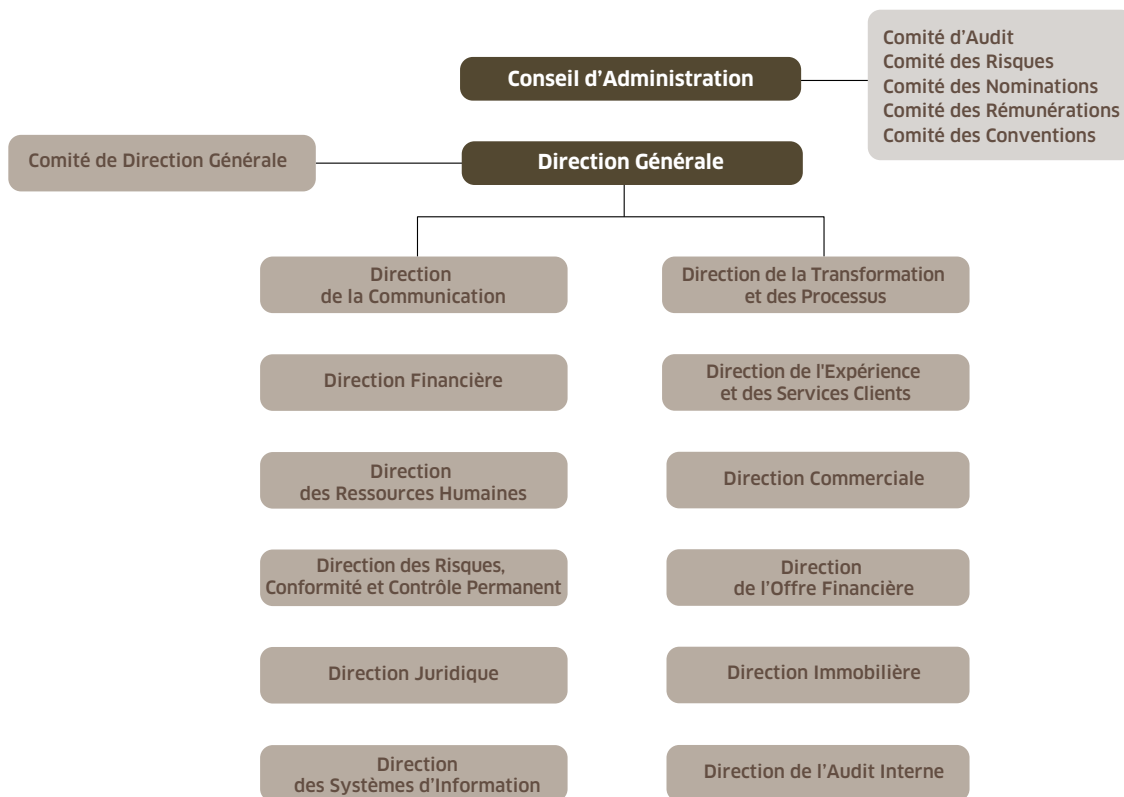 Comité d'Audit
Comité des Risques
Comité des Nominations
Comité des Rémunérations
Comité des Conventions
Conseil d'Administration
Comité de Direction Générale
Direction Générale
Direction
de la Communication
Direction de la Transformation
et des Processus
Direction Financière
Direction de l'Expérience
et des Services Clients
Direction
des Ressources Humaines
Direction Commerciale
Direction des Risques,
Conformité et Contrôle Permanent
Direction
de l'Offre Financière
Direction Juridique
Direction Immobilière
Direction
des Systèmes d'Information
Direction de l'Audit Interne